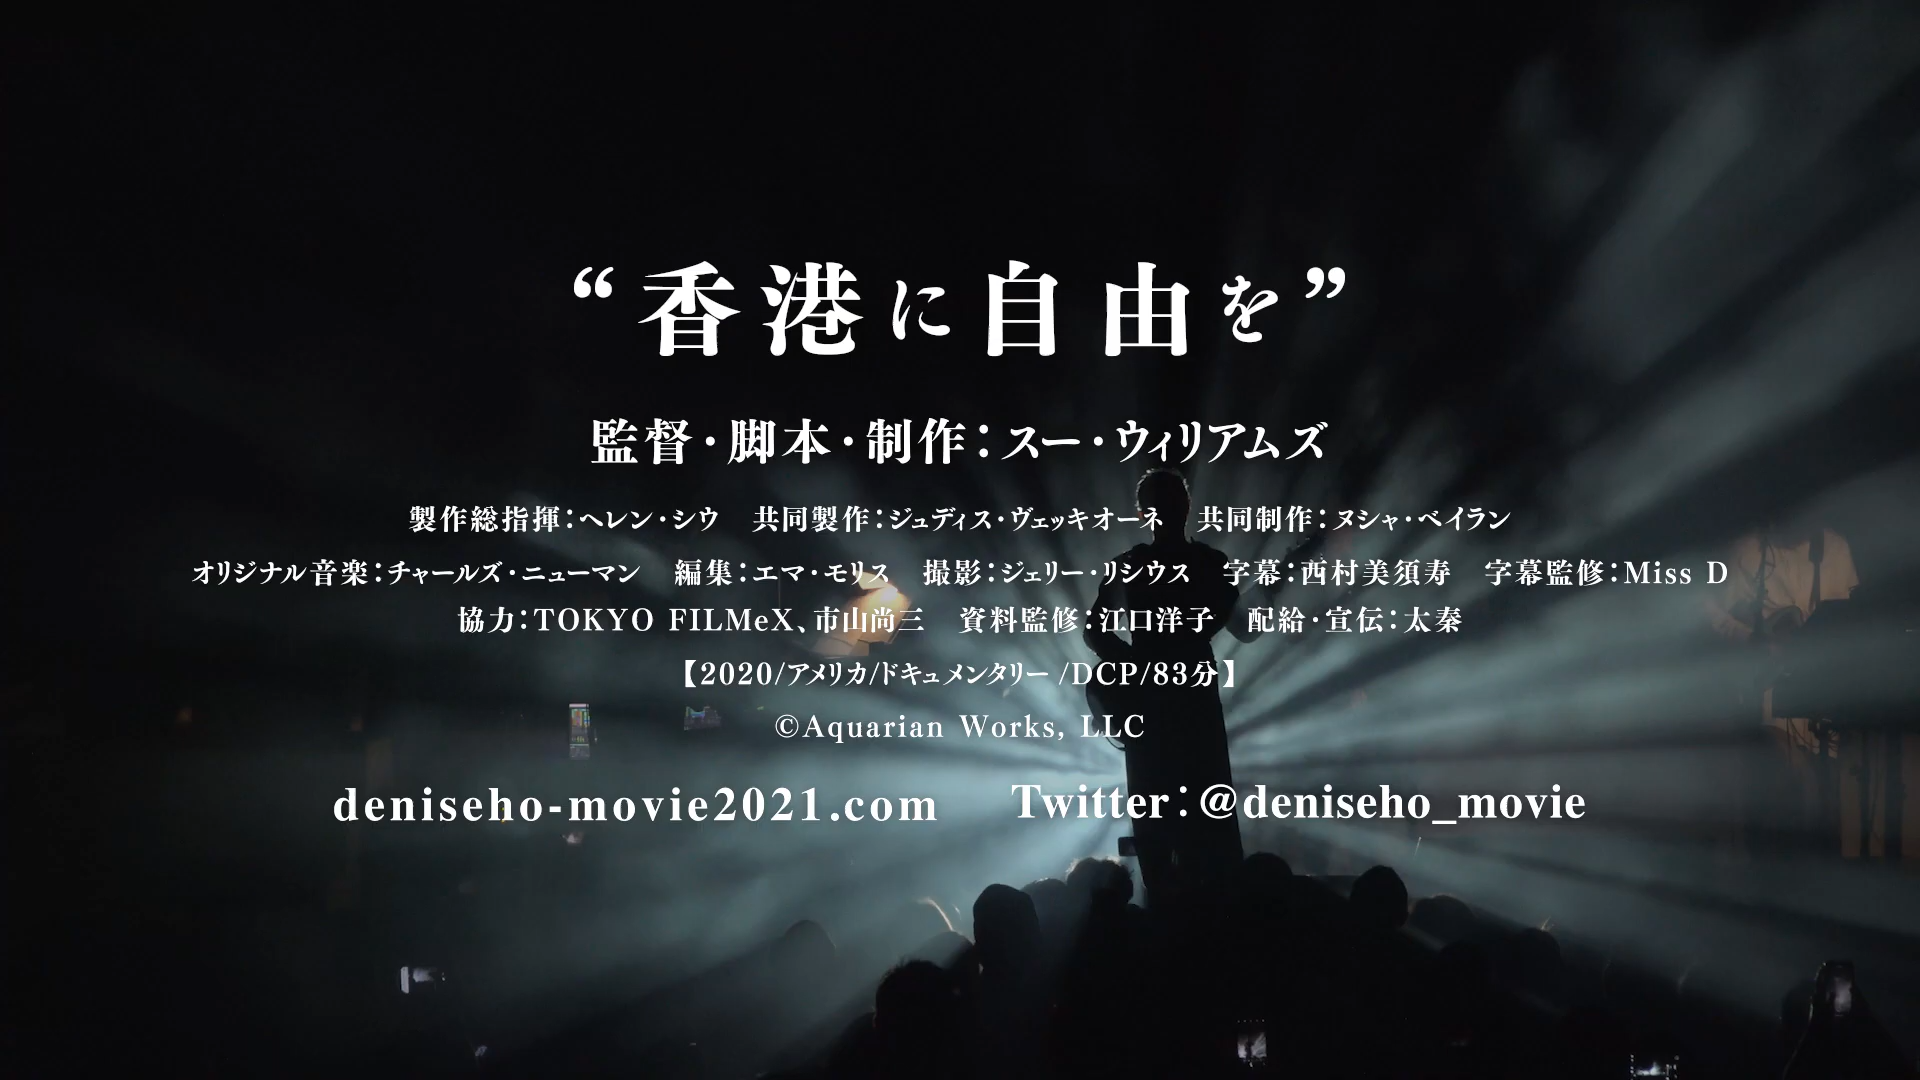 “香港に自由を”
監督・脚本・制作：スー・ウィリアムズ
製作総指揮：ヘレン・シウ　共同製作：ジュディス・ヴェッキオーネ　共同制作：ヌシャ・ベイラン
オリジナル音楽：チャールズ・ニューマン　編集：エマ・モリス　撮影：ジェリー・リシウス　字幕：西村美須寿　字幕監修：Miss D
協力：TOKYO FILMeX、市山尚三　資料監修：江口洋子　配給・宣伝：太秦
【2020/アメリカ/ドキュメンタリー /DCP/83分】
©Aquarian Works, LLC
deniseho-movie2021.com　Twitter：@deniseho_movie